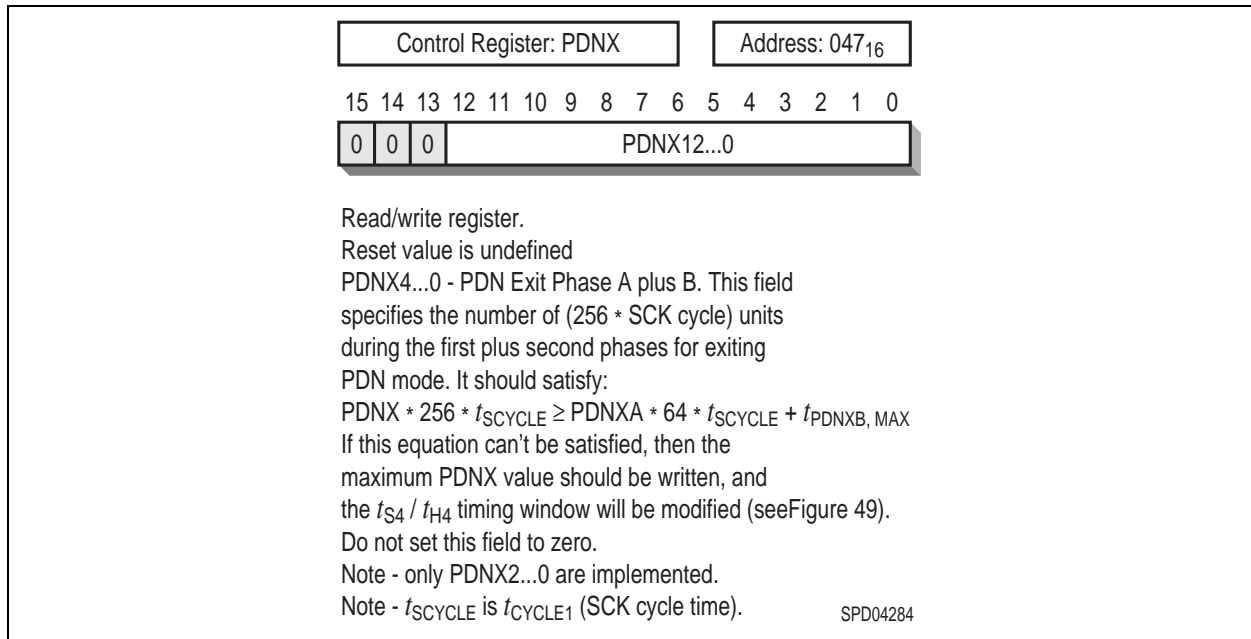 Control Register: PDNX
Address: 047₁₆
15 14 13 12 11 10 9 8 7 6 5 4 3 2 1 0
0 0 0 PDNX12...0
Read/write register.
Reset value is undefined
PDNX4...0 - PDN Exit Phase A plus B. This field
specifies the number of (256 * SCK cycle) units
during the first plus second phases for exiting
PDN mode. It should satisfy:
PDNX * 256 * tSCYCLE ≥ PDNXA * 64 * tSCYCLE + tPDNXB, MAX
If this equation can't be satisfied, then the
maximum PDNX value should be written, and
the tS4 / tH4 timing window will be modified (seeFigure 49).
Do not set this field to zero.
Note - only PDNX2...0 are implemented.
Note - tSCYCLE is tCYCLE1 (SCK cycle time).
SPD04284